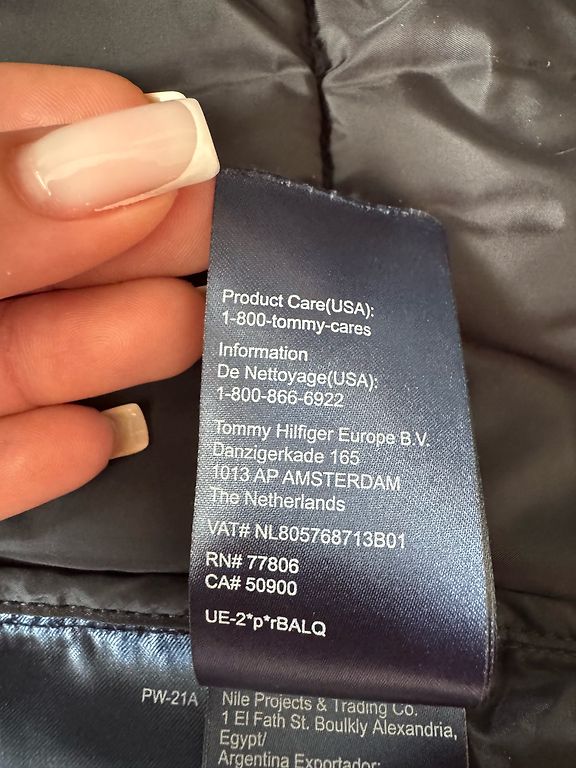 Product Care(USA):
1-800-tommy-cares
Information
De Nettoyage(USA):
1-800-866-6922
Tommy Hilfiger Europe B.V.
Danzigerkade 165
1013 AP AMSTERDAM
The Netherlands
VAT# NL805768713B01
RN# 77806
CA# 50900
UE-2*p*rBALQ
PW-21A
Nile Projects & Trading Co.
1 El Fath St. Boulkly Alexandria,
Egypt/
Argentina Exportador: